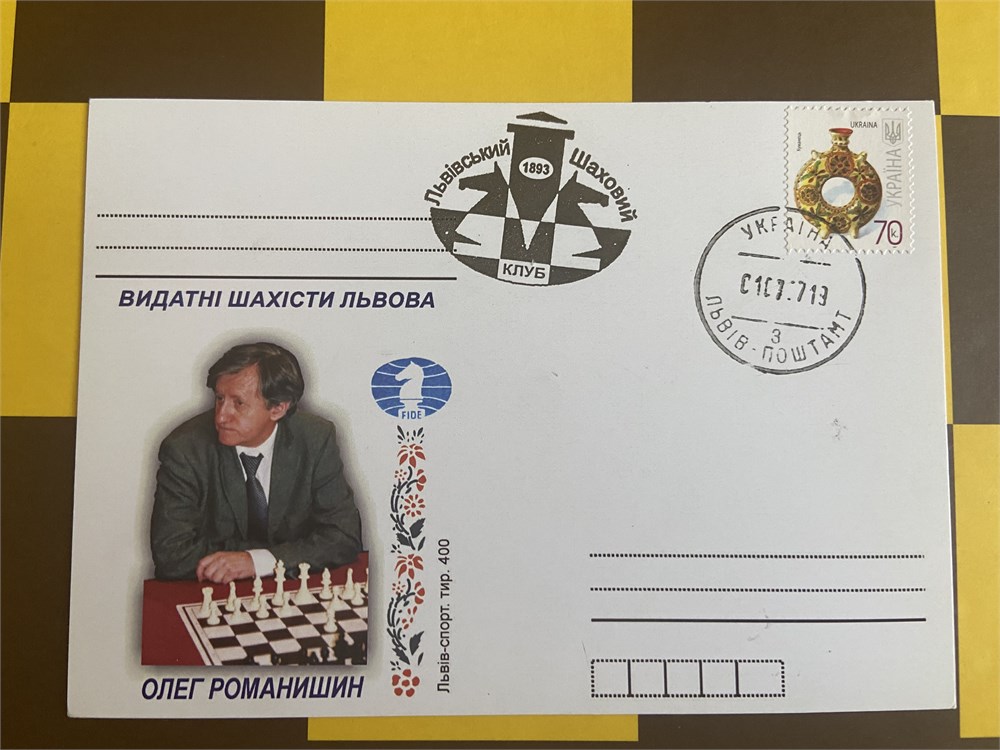 Львівський Шаховий
1893
КЛУБ
UKRAINA
УКРАЇНА
70 к.
УКРАЇНА
ЛЬВІВ-ПОШТАМТ
3
ВИДАТНІ ШАХІСТИ ЛЬВОВА
FIDE
Львів-спорт. тир. 400
ОЛЕГ РОМАНИШИН